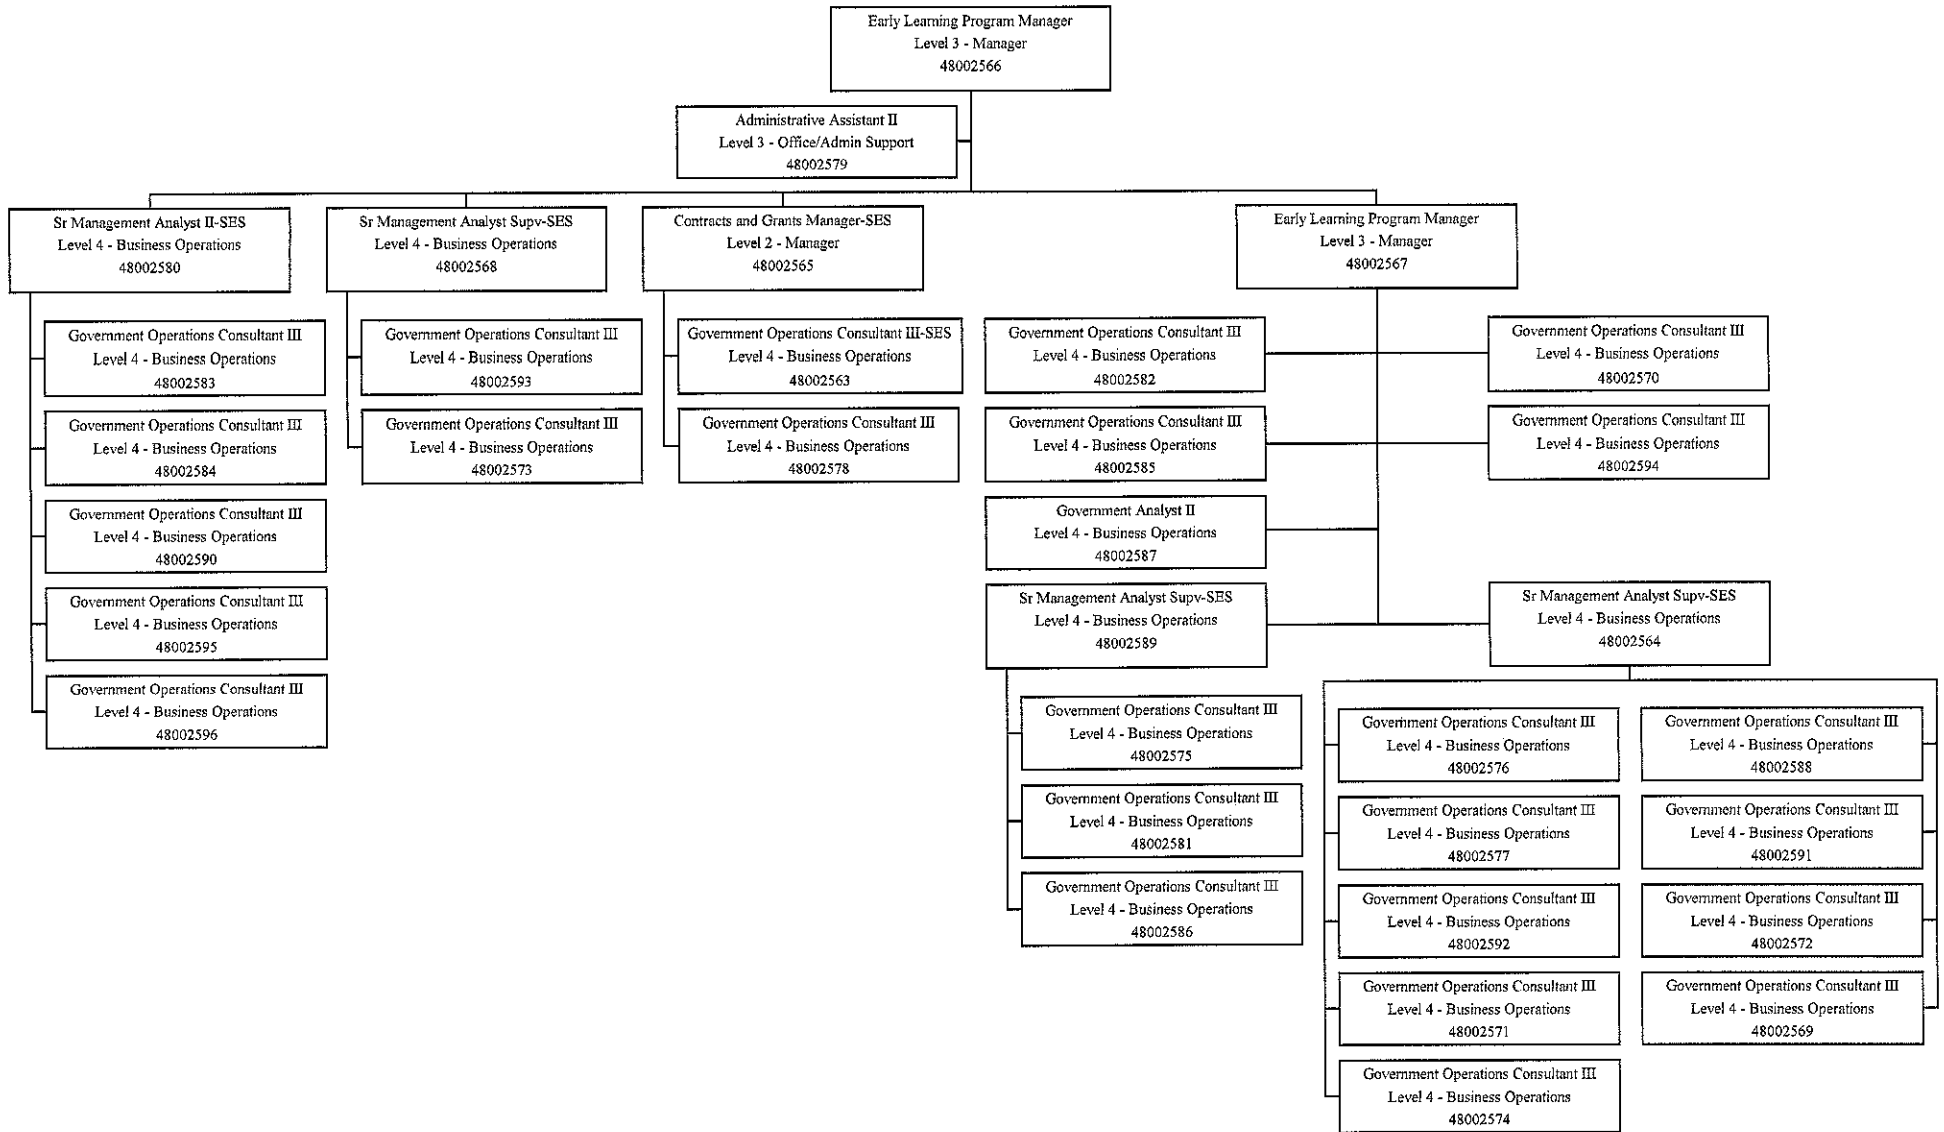 Early Learning Program Manager
Level 3 - Manager
48002566
Administrative Assistant II
Level 3 - Office/Admin Support
48002579
Sr Management Analyst II-SES
Level 4 - Business Operations
48002580
Government Operations Consultant III
Level 4 - Business Operations
48002583
Government Operations Consultant III
Level 4 - Business Operations
48002584
Government Operations Consultant III
Level 4 - Business Operations
48002590
Government Operations Consultant III
Level 4 - Business Operations
48002595
Government Operations Consultant III
Level 4 - Business Operations
48002596
Sr Management Analyst Supv-SES
Level 4 - Business Operations
48002568
Government Operations Consultant III
Level 4 - Business Operations
48002593
Government Operations Consultant III
Level 4 - Business Operations
48002573
Contracts and Grants Manager-SES
Level 2 - Manager
48002565
Government Operations Consultant III-SES
Level 4 - Business Operations
48002563
Government Operations Consultant III
Level 4 - Business Operations
48002578
Early Learning Program Manager
Level 3 - Manager
48002567
Government Operations Consultant III
Level 4 - Business Operations
48002582
Government Operations Consultant III
Level 4 - Business Operations
48002570
Government Operations Consultant III
Level 4 - Business Operations
48002585
Government Operations Consultant III
Level 4 - Business Operations
48002594
Government Analyst II
Level 4 - Business Operations
48002587
Sr Management Analyst Supv-SES
Level 4 - Business Operations
48002589
Government Operations Consultant III
Level 4 - Business Operations
48002575
Government Operations Consultant III
Level 4 - Business Operations
48002581
Government Operations Consultant III
Level 4 - Business Operations
48002586
Sr Management Analyst Supv-SES
Level 4 - Business Operations
48002564
Government Operations Consultant III
Level 4 - Business Operations
48002576
Government Operations Consultant III
Level 4 - Business Operations
48002588
Government Operations Consultant III
Level 4 - Business Operations
48002577
Government Operations Consultant III
Level 4 - Business Operations
48002591
Government Operations Consultant III
Level 4 - Business Operations
48002592
Government Operations Consultant III
Level 4 - Business Operations
48002572
Government Operations Consultant III
Level 4 - Business Operations
48002571
Government Operations Consultant III
Level 4 - Business Operations
48002569
Government Operations Consultant III
Level 4 - Business Operations
48002574